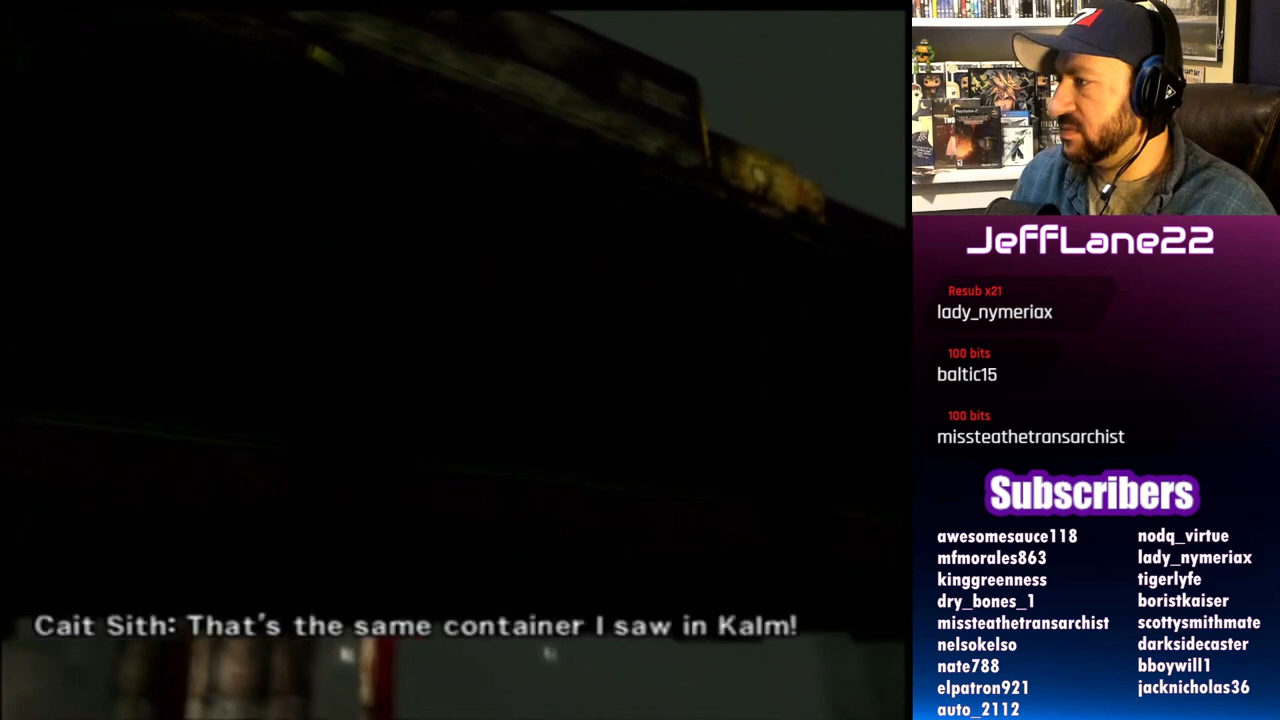 JeffLane22
Resub x21
lady_nymeriax
100 bits
baltic15
100 bits
missteathetransarchist
Subscribers
awesomesauce118
mfmorales863
kinggreenness
dry_bones_1
missteathetransarchist
nelsokelso
nate788
elpatron921
auto_2112
nodq_virtue
lady_nymeriax
tigerlyfe
boristkaiser
scottysmithmate
darksidecaster
bboywill1
jacknicholas36
Cait Sith: That's the same container I saw in Kalm!